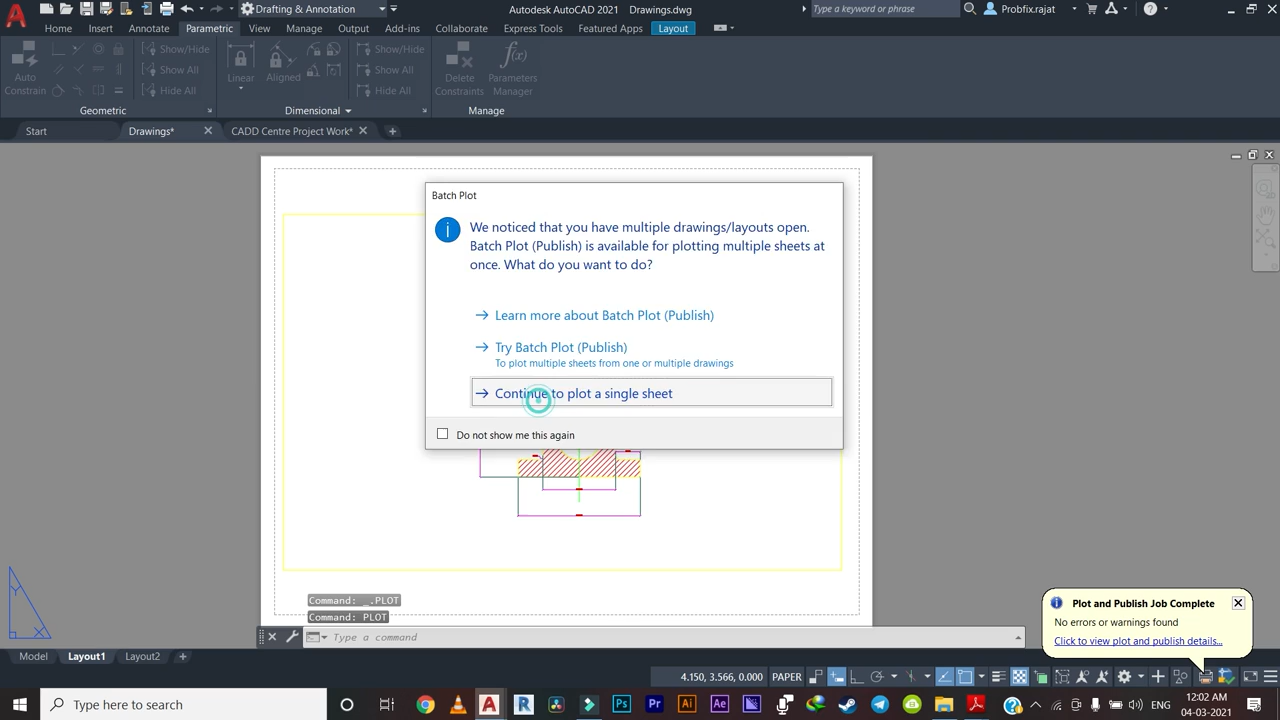 Drafting & Annotation
Autodesk AutoCAD 2021 Drawings.dwg
Type a keyword or phrase
Probfix.rajat
Home Insert Annotate Parametric View Manage Output Add-ins Collaborate Express Tools Featured Apps Layout
Auto
Constrain
Show/Hide
Show All
Hide All
Linear
Aligned
Show/Hide
Show All
Hide All
Delete
Constraints
f(x)
Parameters
Manager
Geometric
Dimensional
Manage
Start
Drawings*
CADD Centre Project Work*
Batch Plot
We noticed that you have multiple drawings/layouts open.
Batch Plot (Publish) is available for plotting multiple sheets at
once. What do you want to do?
Learn more about Batch Plot (Publish)
Try Batch Plot (Publish)
To plot multiple sheets from one or multiple drawings
Continue to plot a single sheet
Do not show me this again
Command: _.PLOT
Command: PLOT
Type a command
Y
X
Plot and Publish Job Complete
No errors or warnings found
Click to view plot and publish details...
Model
Layout1
Layout2
4.150, 3.566, 0.000
PAPER
Type here to search
ENG
12:02 AM
04-03-2021